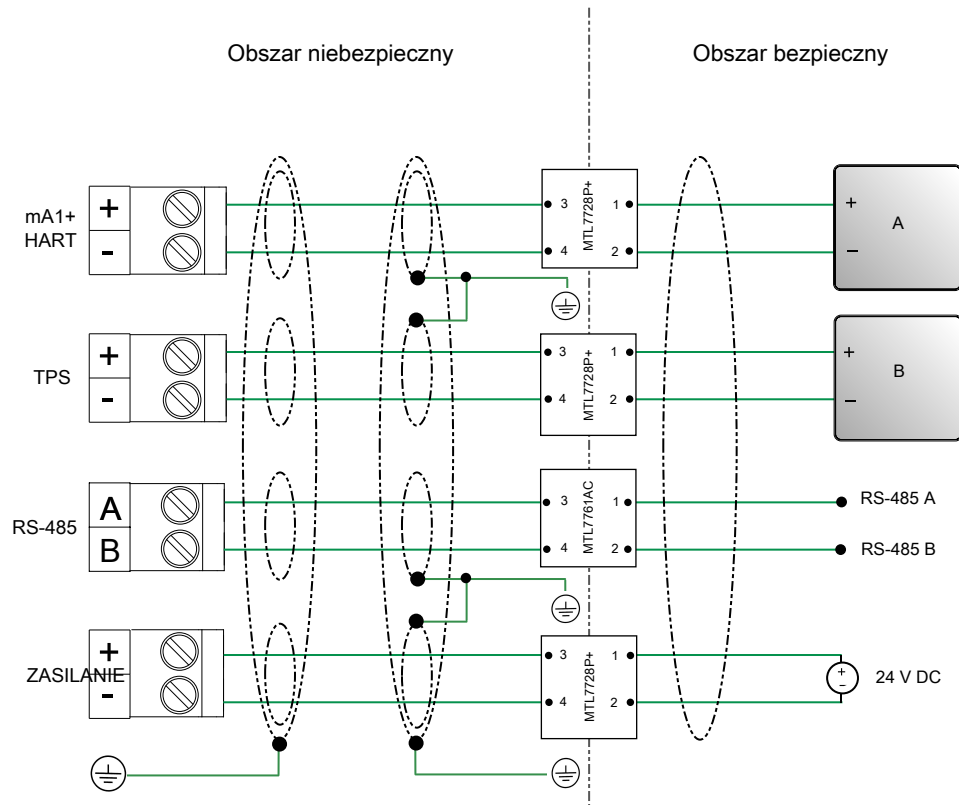 Obszar niebezpieczny
Obszar bezpieczny
mA1+
HART
+
-
3
4
MTL7728P+
1
2
+
-
A
TPS
+
-
3
4
MTL7728P+
1
2
+
-
B
RS-485
A
B
3
4
MTL7761AC
1
2
RS-485 A
RS-485 B
ZASILANIE
+
-
3
4
MTL7728P+
1
2
+
-
24 V DC